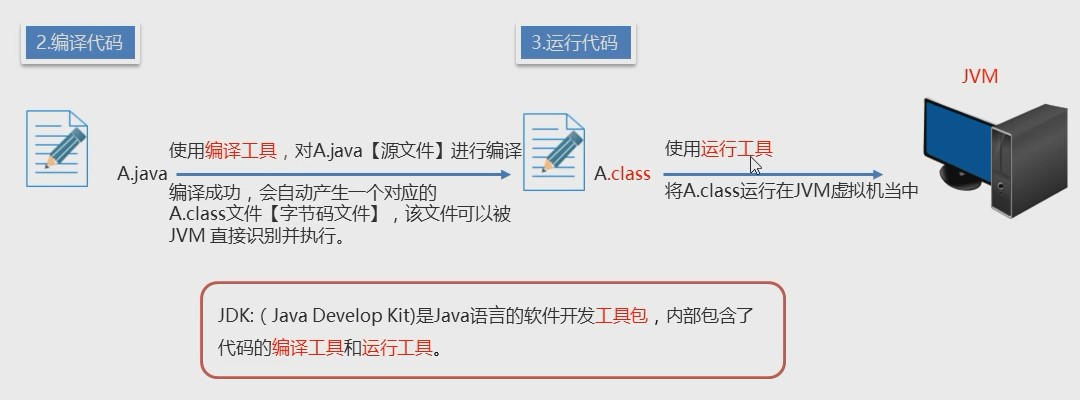 2.编译代码
3.运行代码
JVM
使用编译工具，对A.java【源文件】进行编译
A.java
编译成功，会自动产生一个对应的
A.class文件【字节码文件】，该文件可以被
JVM 直接识别并执行。
使用运行工具
A.class
将A.class运行在JVM虚拟机当中
JDK:（Java Develop Kit)是Java语言的软件开发工具包，内部包含了
代码的编译工具和运行工具。